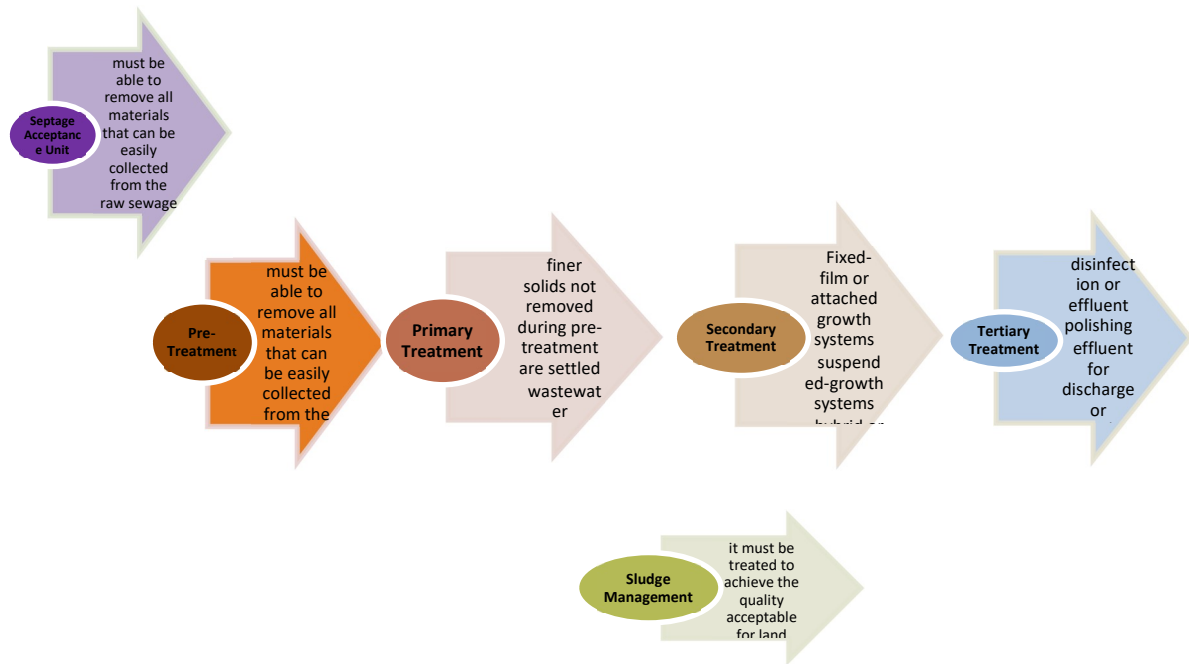 Septage
Acceptanc
e Unit
must be
able to
remove all
materials
that can be
easily
collected
from the
raw sewage
Pre-
Treatment
must be
able to
remove all
materials
that can
be easily
collected
from the
Primary
Treatment
finer
solids not
removed
during pre-
treatment
are settled
wastewat
er
Secondary
Treatment
Fixed-
film or
attached
growth
systems
suspend
ed-growth
systems
hybrid or
Tertiary
Treatment
disinfect
ion or
effluent
polishing
effluent
for
discharge
or
Sludge
Management
it must be
treated to
achieve the
quality
acceptable
for land